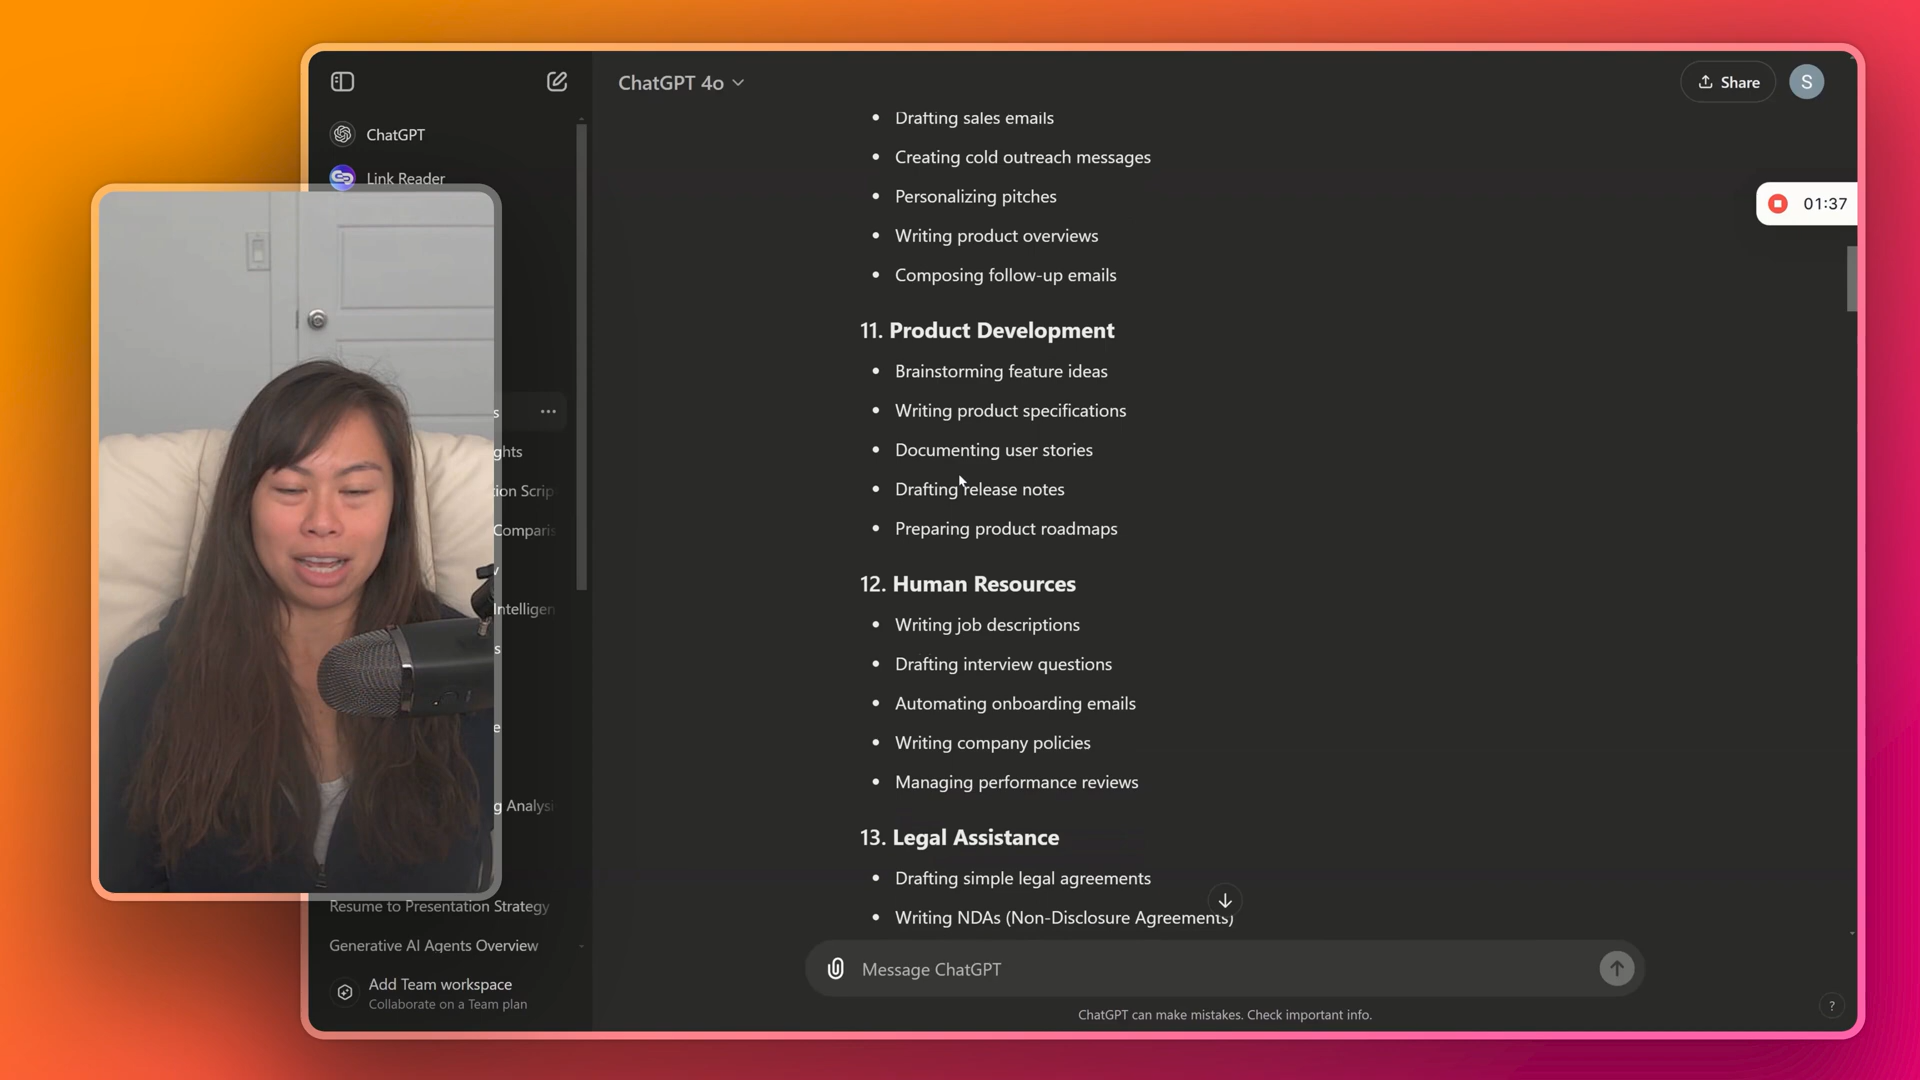 ChatGPT 4o
Share
S
ChatGPT
Link Reader
01:37
s
ghts
ion Scrip
Comparis
v
Intelligen
s
e
g Analysi
Resume to Presentation Strategy
Generative AI Agents Overview
Add Team workspace
Collaborate on a Team plan
• Drafting sales emails
• Creating cold outreach messages
• Personalizing pitches
• Writing product overviews
• Composing follow-up emails
11. Product Development
• Brainstorming feature ideas
• Writing product specifications
• Documenting user stories
• Drafting release notes
• Preparing product roadmaps
12. Human Resources
• Writing job descriptions
• Drafting interview questions
• Automating onboarding emails
• Writing company policies
• Managing performance reviews
13. Legal Assistance
• Drafting simple legal agreements
• Writing NDAs (Non-Disclosure Agreements)
Message ChatGPT
ChatGPT can make mistakes. Check important info.
?